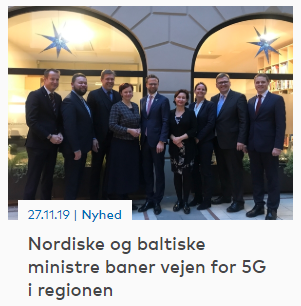 27.11.19 | Nyhed
Nordiske og baltiske
ministre baner vejen for 5G
i regionen